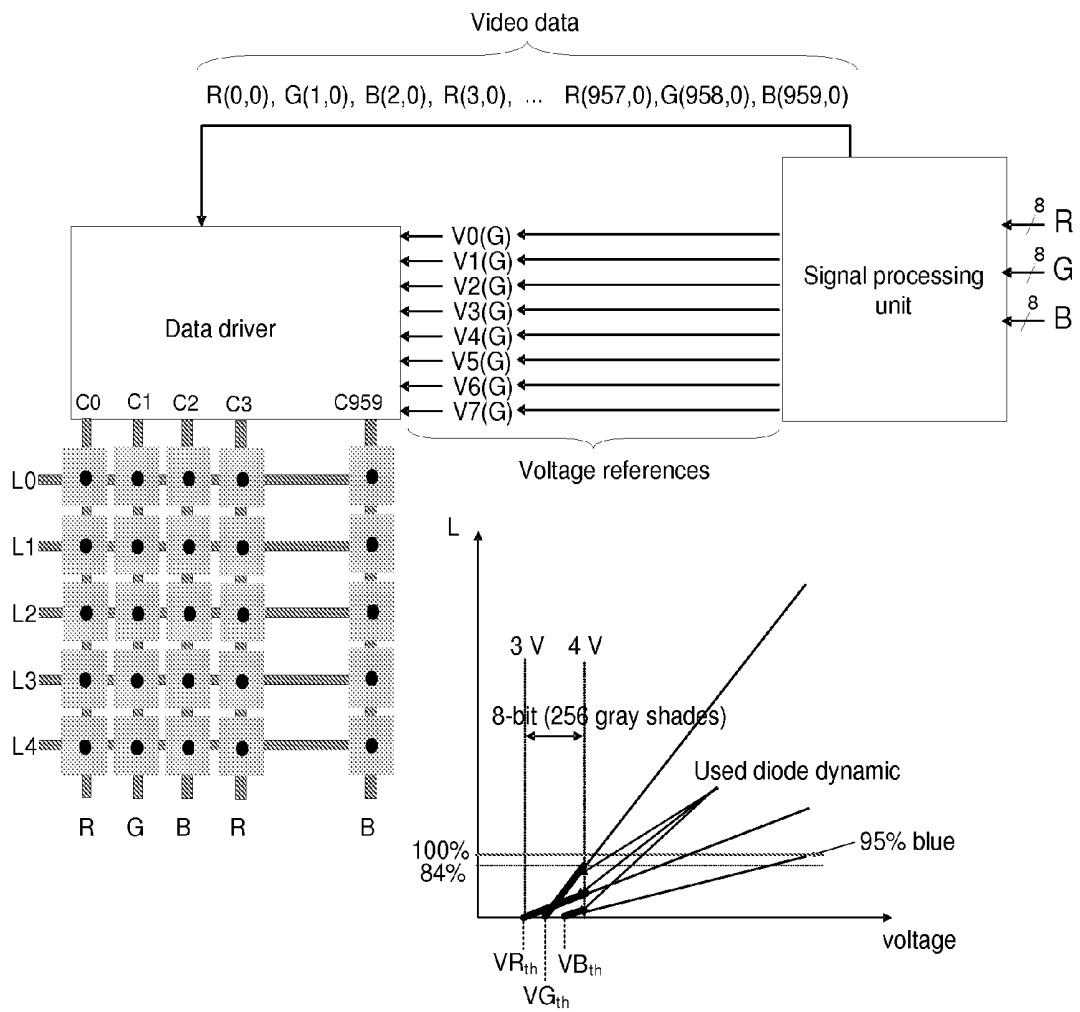 Video data
R(0,0), G(1,0), B(2,0), R(3,0), ... R(957,0),G(958,0), B(959,0)
8 R
8 G
8 B
Signal processing
unit
V0(G)
V1(G)
V2(G)
V3(G)
V4(G)
V5(G)
V6(G)
V7(G)
Voltage references
Data driver
C0 C1 C2 C3 C959
L0
L1
L2
L3
L4
R G B R B
L
3 V 4 V
8-bit (256 gray shades)
Used diode dynamic
100%
84%
95% blue
voltage
VRth VBth
VGth